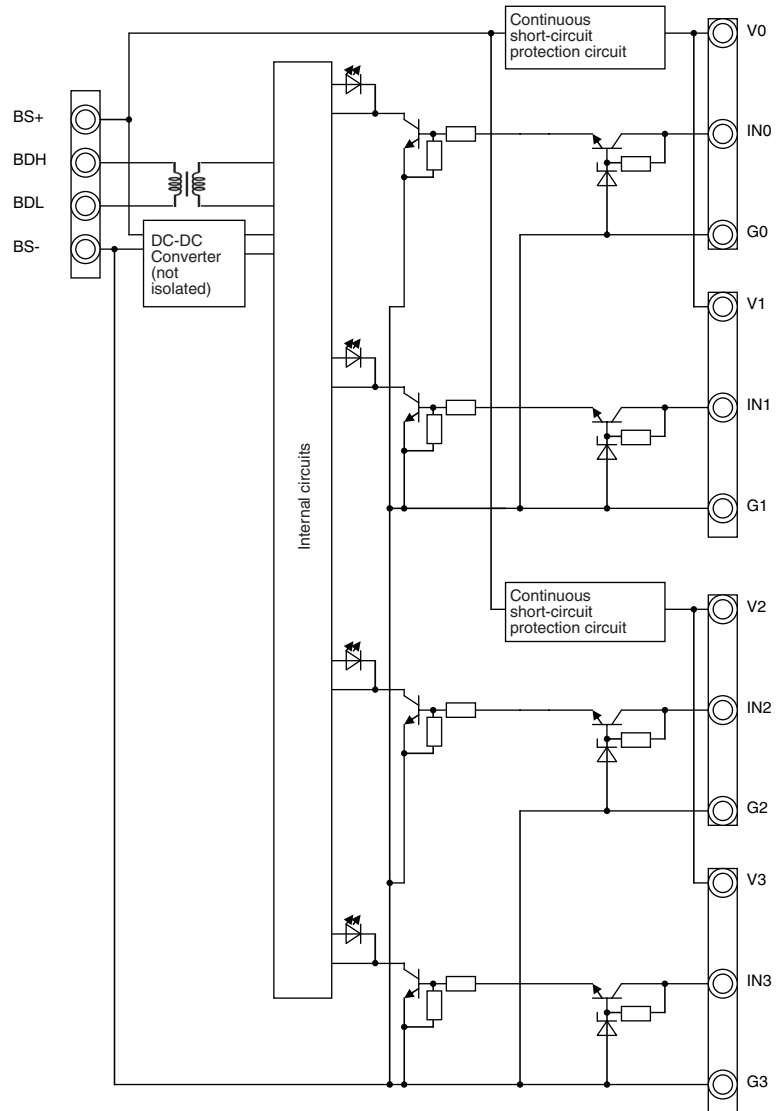 Continuous
short-circuit
protection circuit
V0
BS+
BDH
BDL
BS-
IN0
G0
DC-DC
Converter
(not
isolated)
V1
IN1
Internal circuits
G1
Continuous
short-circuit
protection circuit
V2
IN2
G2
V3
IN3
G3